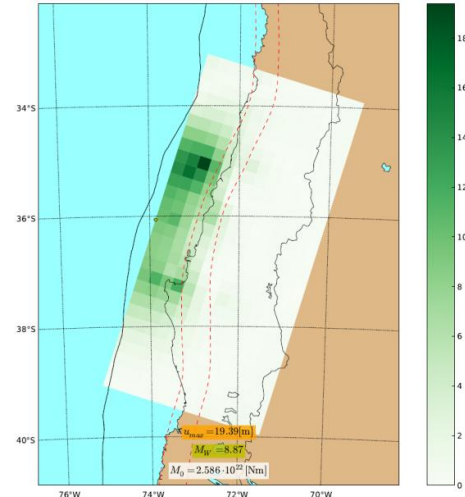 18
16
34°S
14
12
36°S
10
8
38°S
6
4
u_max = 19.39[m]
2
M_W = 8.87
40°S
M_0 = 2.586 · 10^22 [Nm]
0
76°W 74°W 72°W 70°W